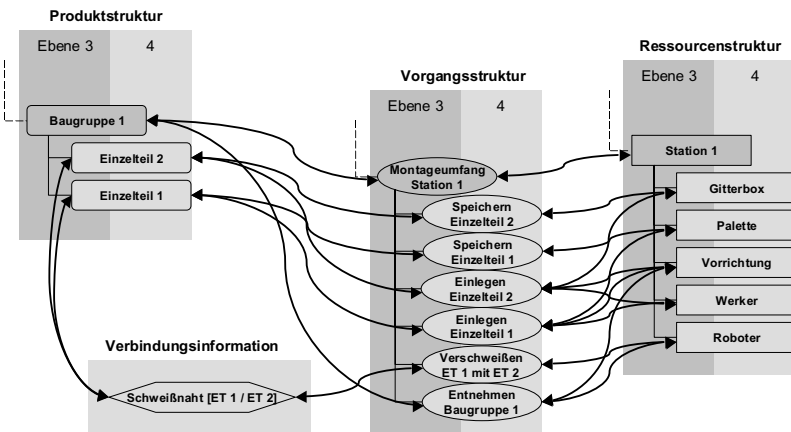 Produktstruktur
Ebene 3 4
Baugruppe 1
Einzelteil 2
Einzelteil 1
Verbindungsinformation
Schweißnaht [ET 1 / ET 2]
Vorgangsstruktur
Ebene 3 4
Montageumfang
Station 1
Speichern
Einzelteil 2
Speichern
Einzelteil 1
Einlegen
Einzelteil 2
Einlegen
Einzelteil 1
Verschweißen
ET 1 mit ET 2
Entnehmen
Baugruppe 1
Ressourcenstruktur
Ebene 3 4
Station 1
Gitterbox
Palette
Vorrichtung
Werker
Roboter